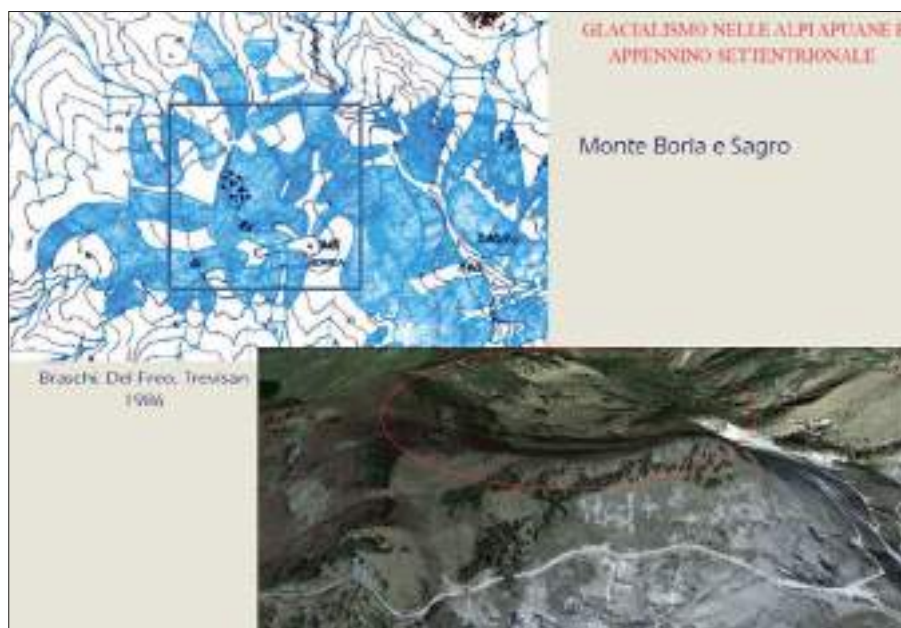 GLACIALISMO NELLE ALPI APUANE E
APPENNINO SETTENTRIONALE
Monte Borla e Sagro
Braschi, Del Freo, Trevisan
1986